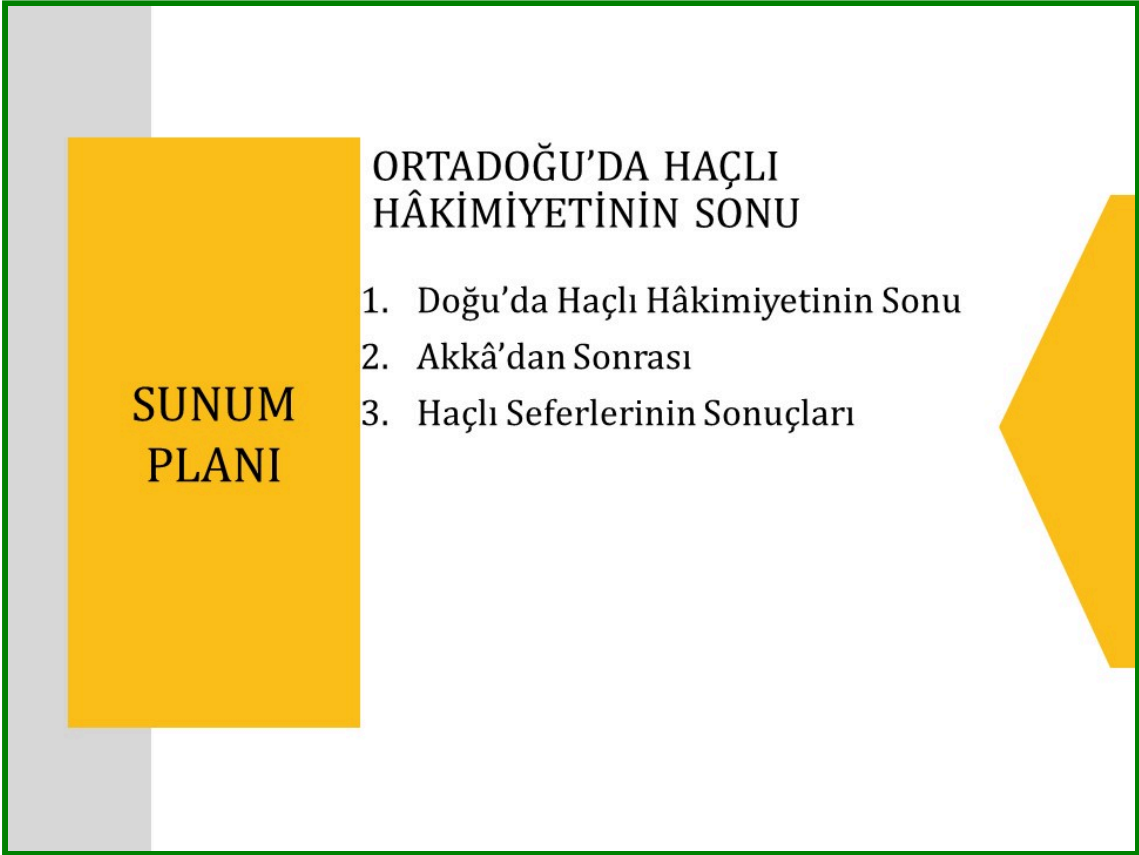 SUNUM
PLANI
ORTADOĞU’DA HAÇLI
HÂKİMİYETİNİN SONU
1. Doğu’da Haçlı Hâkimiyetinin Sonu
2. Akkâ’dan Sonrası
3. Haçlı Seferlerinin Sonuçları